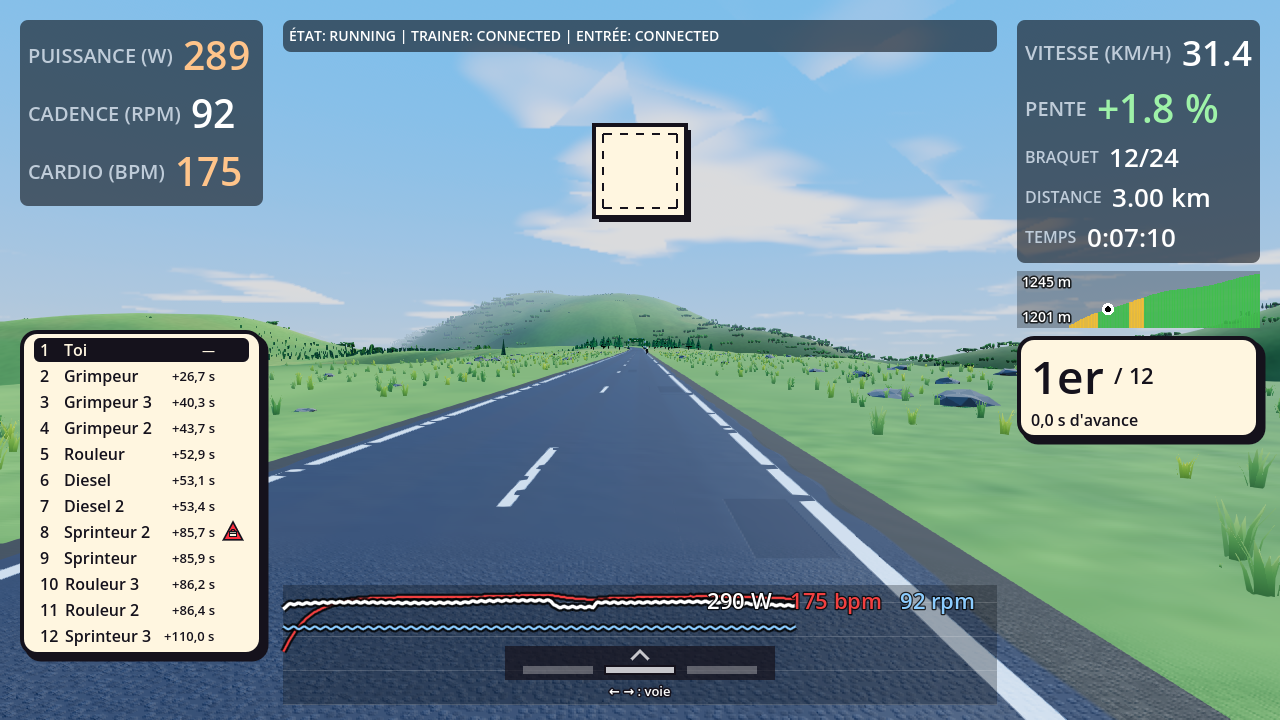 PUISSANCE (W) 289
CADENCE (RPM) 92
CARDIO (BPM) 175
ÉTAT: RUNNING | TRAINER: CONNECTED | ENTRÉE: CONNECTED
VITESSE (KM/H) 31.4
PENTE +1.8 %
BRAQUET 12/24
DISTANCE 3.00 km
TEMPS 0:07:10
1245 m
1201 m
1er / 12
0,0 s d'avance
1 Toi —
2 Grimpeur +26,7 s
3 Grimpeur 3 +40,3 s
4 Grimpeur 2 +43,7 s
5 Rouleur +52,9 s
6 Diesel +53,1 s
7 Diesel 2 +53,4 s
8 Sprinteur 2 +85,7 s
9 Sprinteur +85,9 s
10 Rouleur 3 +86,2 s
11 Rouleur 2 +86,4 s
12 Sprinteur 3 +110,0 s
290 W 175 bpm 92 rpm
← → : voie